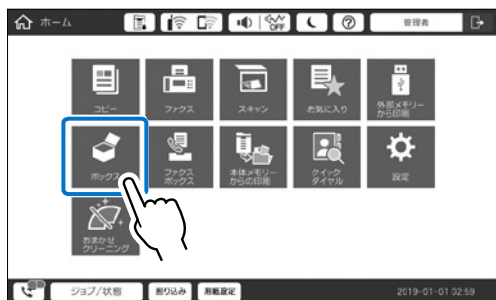 ホーム
OFF
管理者
コピー
ファクス
スキャン
お気に入り
外部メモリー
から印刷
ボックス
ファクス
ボックス
本体メモリー
からの印刷
クイック
ダイヤル
設定
おまかせ
クリーニング
ジョブ/状態
割り込み
用紙設定
2019-01-01 02:59